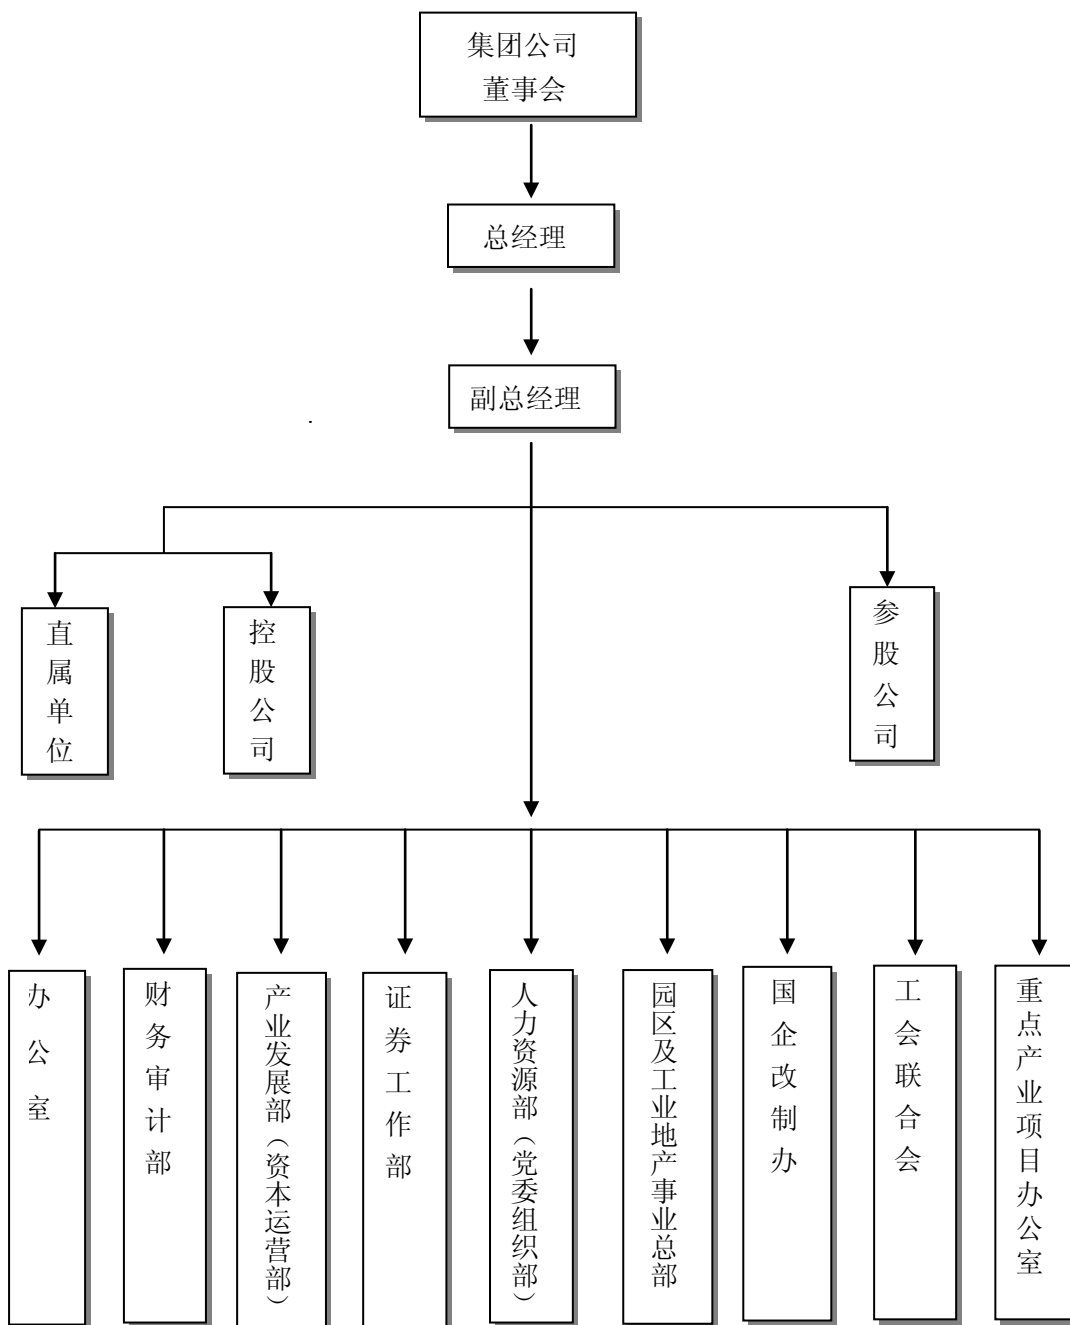 集团公司
董事会
总经理
副总经理
直属单位
控股公司
参股公司
办公室
财务审计部
产业发展部（资本运营部）
证券工作部
人力资源部（党委组织部）
园区及工业地产事业总部
国企改制办
工会联合会
重点产业项目办公室